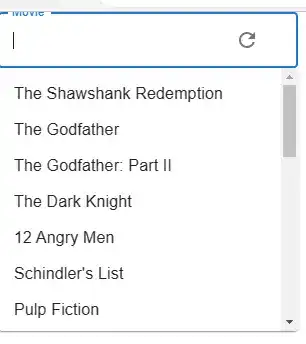 Movie
The Shawshank Redemption
The Godfather
The Godfather: Part II
The Dark Knight
12 Angry Men
Schindler's List
Pulp Fiction